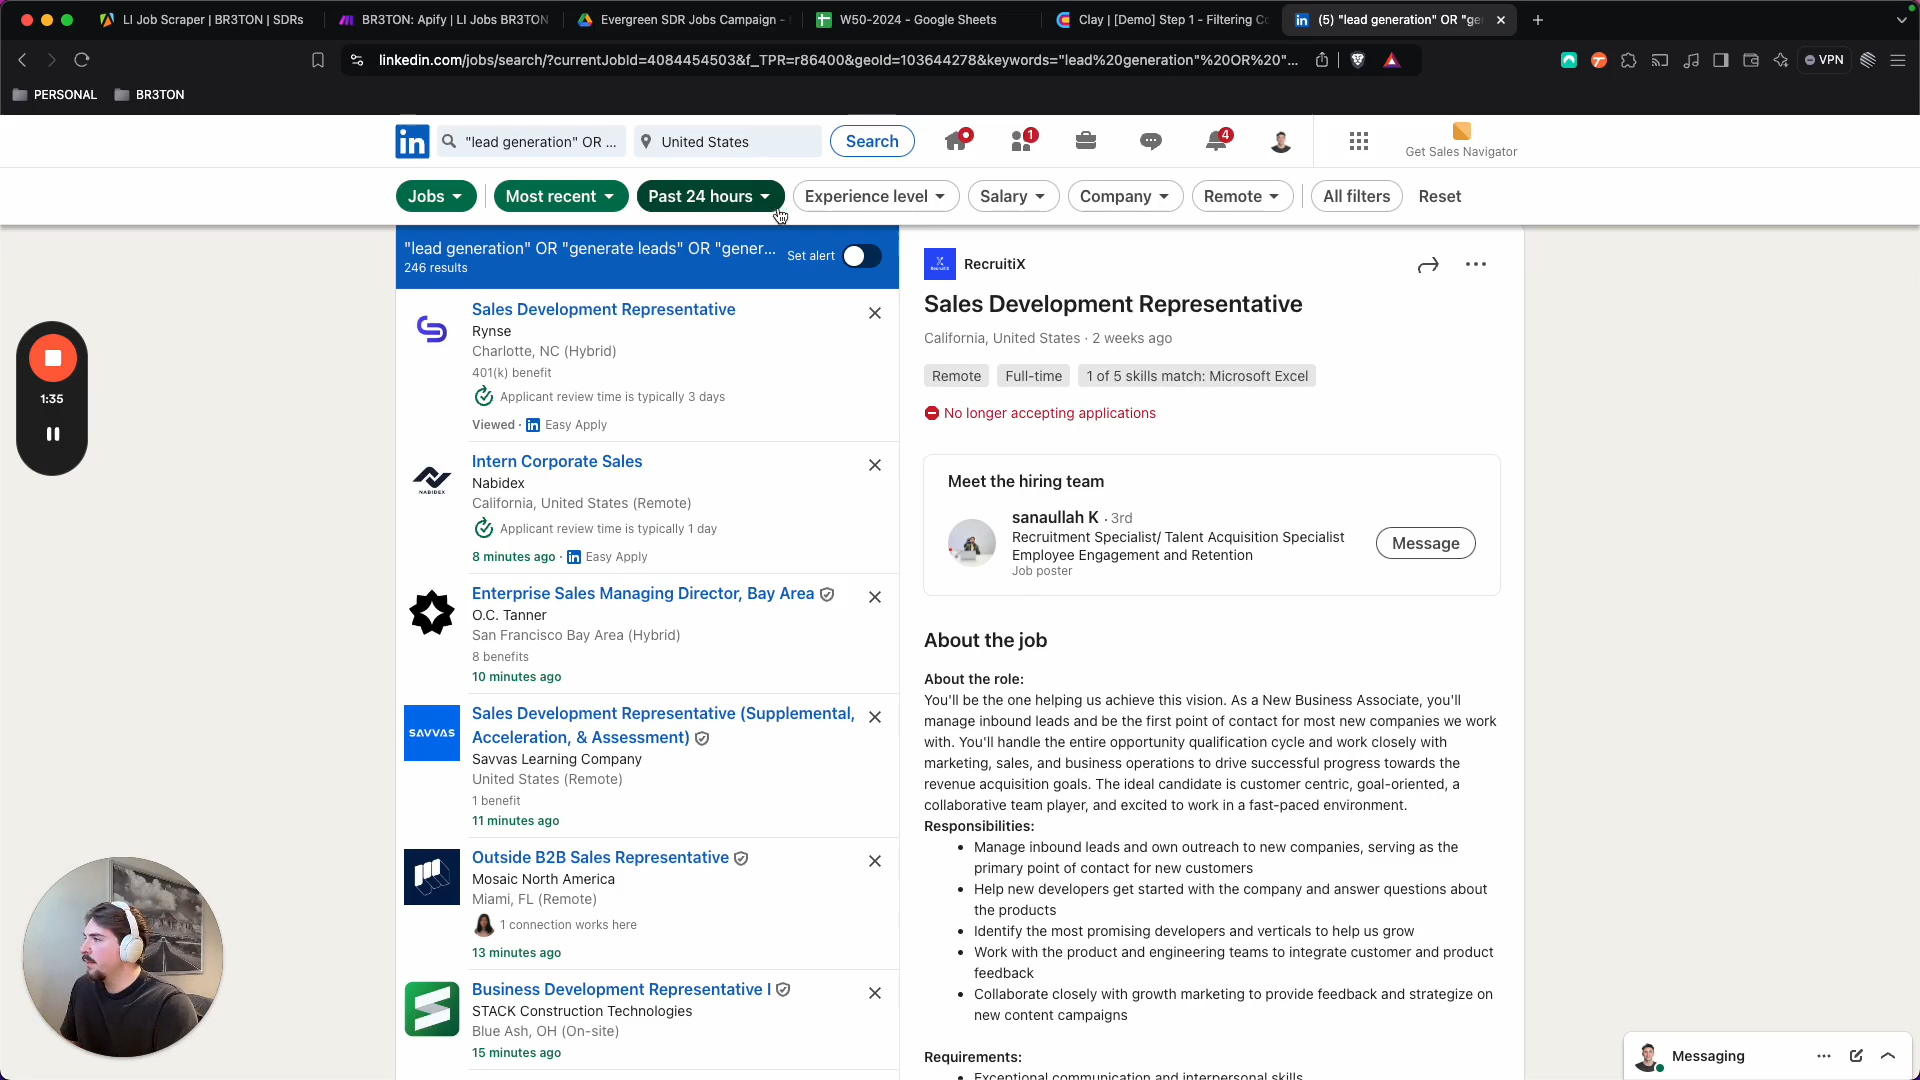 LI Job Scraper | BR3TON | SDRs
BR3TON: Apify | LI Jobs BR3TON
Evergreen SDR Jobs Campaign -
W50-2024 - Google Sheets
Clay | [Demo] Step 1 - Filtering Co
(5) "lead generation" OR "ge
linkedin.com/jobs/search/?currentJobId=4084454503&f_TPR=r86400&geoId=103644278&keywords="lead%20generation"%20OR%20"...
VPN
PERSONAL
BR3TON
in
"lead generation" OR ...
United States
Search
1
4
Get Sales Navigator
Jobs
Most recent
Past 24 hours
Experience level
Salary
Company
Remote
All filters
Reset
"lead generation" OR "generate leads" OR "gener...
246 results
Set alert
Sales Development Representative
Rynse
Charlotte, NC (Hybrid)
401(k) benefit
Applicant review time is typically 3 days
Viewed · Easy Apply
Intern Corporate Sales
Nabidex
California, United States (Remote)
Applicant review time is typically 1 day
8 minutes ago · Easy Apply
NABIDEX
Enterprise Sales Managing Director, Bay Area
O.C. Tanner
San Francisco Bay Area (Hybrid)
8 benefits
10 minutes ago
SAVVAS
Sales Development Representative (Supplemental,
Acceleration, & Assessment)
Savvas Learning Company
United States (Remote)
1 benefit
11 minutes ago
Outside B2B Sales Representative
Mosaic North America
Miami, FL (Remote)
1 connection works here
13 minutes ago
Business Development Representative I
STACK Construction Technologies
Blue Ash, OH (On-site)
15 minutes ago
1:35
RecruitiX
Sales Development Representative
California, United States · 2 weeks ago
Remote
Full-time
1 of 5 skills match: Microsoft Excel
No longer accepting applications
Meet the hiring team
sanaullah K · 3rd
Recruitment Specialist/ Talent Acquisition Specialist
Employee Engagement and Retention
Job poster
Message
About the job
About the role:
You'll be the one helping us achieve this vision. As a New Business Associate, you'll
manage inbound leads and be the first point of contact for most new companies we work
with. You'll handle the entire opportunity qualification cycle and work closely with
marketing, sales, and business operations to drive successful progress towards the
revenue acquisition goals. The ideal candidate is customer centric, goal-oriented, a
collaborative team player, and excited to work in a fast-paced environment.
Responsibilities:
• Manage inbound leads and own outreach to new companies, serving as the
primary point of contact for new customers
• Help new developers get started with the company and answer questions about
the products
• Identify the most promising developers and verticals to help us grow
• Work with the product and engineering teams to integrate customer and product
feedback
• Collaborate closely with growth marketing to provide feedback and strategize on
new content campaigns
Requirements:
• Exceptional communication and interpersonal skills
Messaging